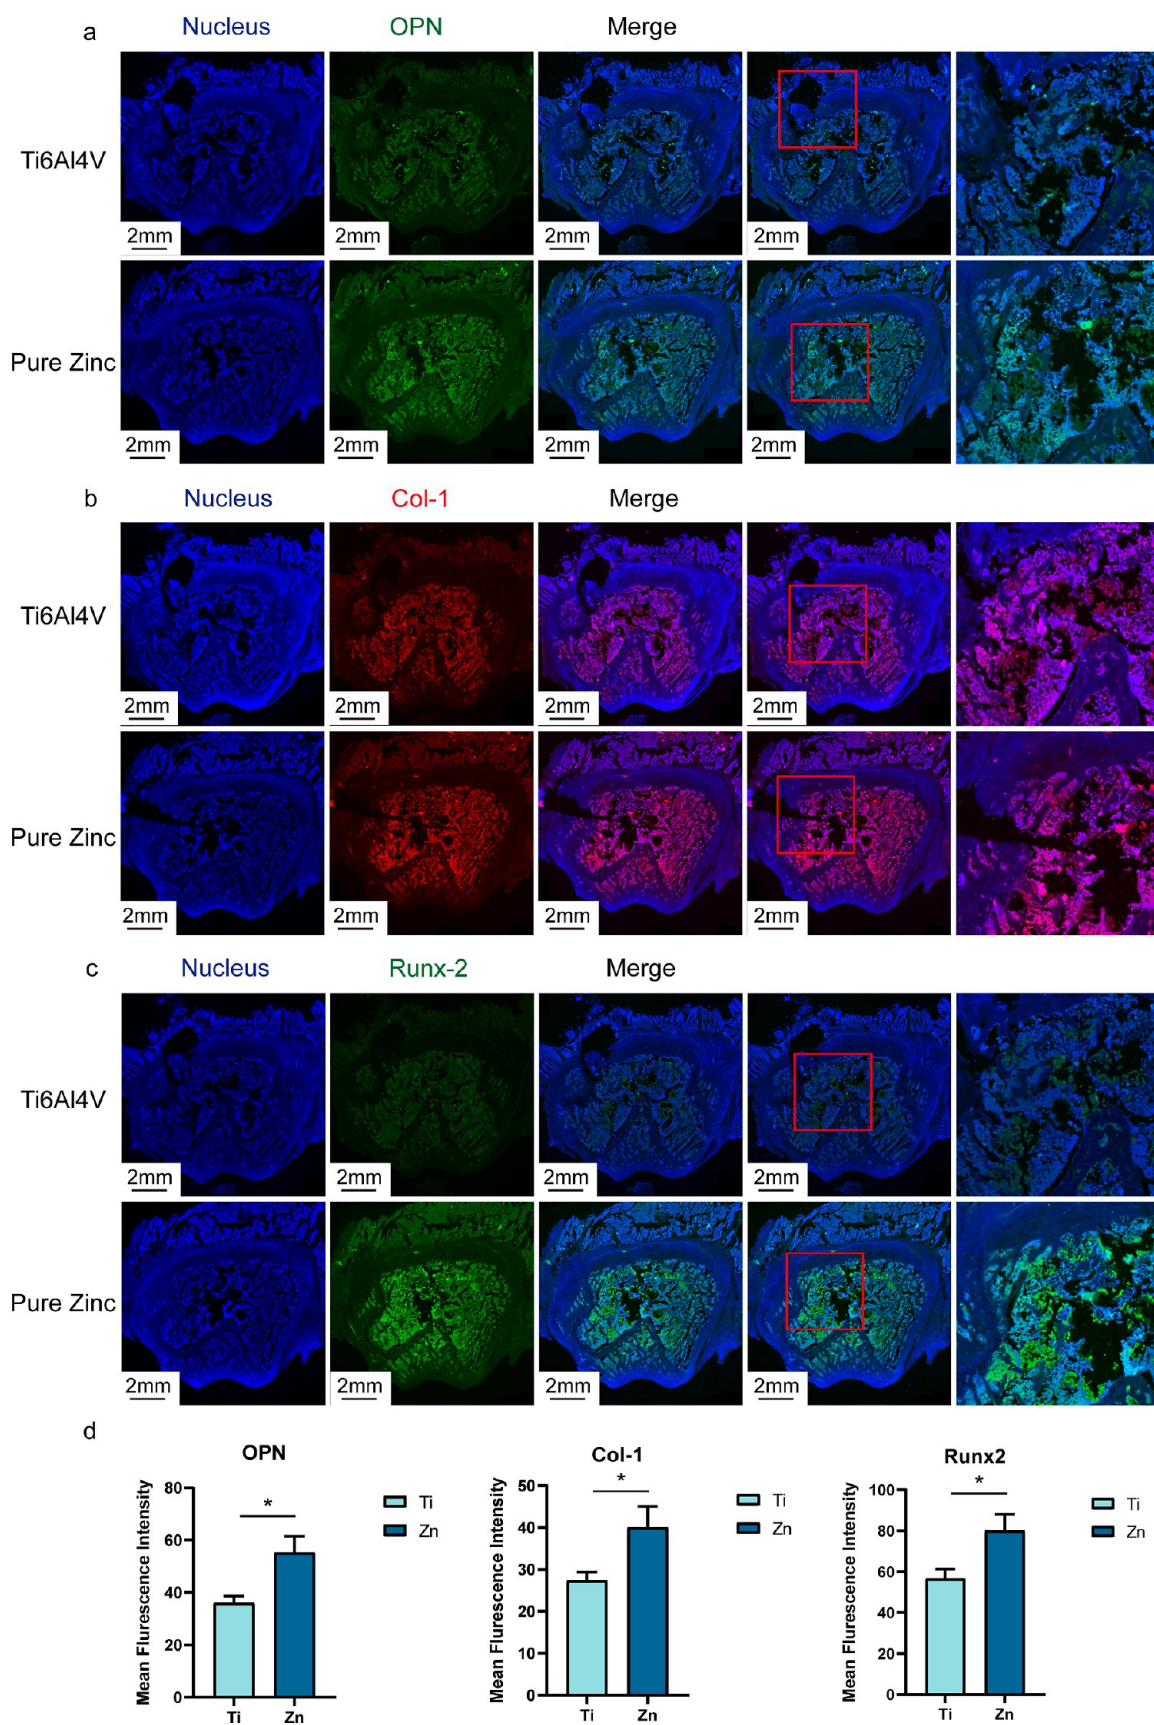 a
Nucleus OPN Merge
Ti6Al4V
2mm 2mm 2mm 2mm
Pure Zinc
2mm 2mm 2mm 2mm
b
Nucleus Col-1 Merge
Ti6Al4V
2mm 2mm 2mm 2mm
Pure Zinc
2mm 2mm 2mm 2mm
c
Nucleus Runx-2 Merge
Ti6Al4V
2mm 2mm 2mm 2mm
Pure Zinc
2mm 2mm 2mm 2mm
d
OPN
Mean Flurescence Intensity
80
60
40
20
0
*
Ti
Zn
Ti Zn
Col-1
Mean Flurescence Intensity
50
40
30
20
10
0
*
Ti
Zn
Ti Zn
Runx2
Mean Flurescence Intensity
100
80
60
40
20
0
*
Ti
Zn
Ti Zn